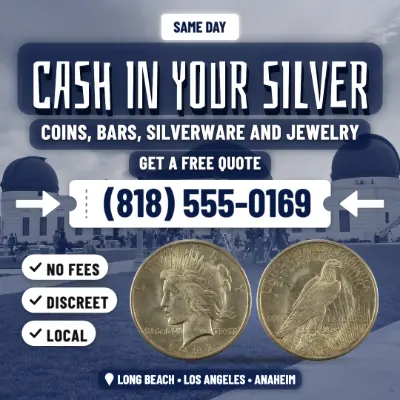 SAME DAY
CASH IN YOUR SILVER
COINS, BARS, SILVERWARE AND JEWELRY
GET A FREE QUOTE
(818) 555-0169
NO FEES
DISCREET
LOCAL
LONG BEACH • LOS ANGELES • ANAHEIM